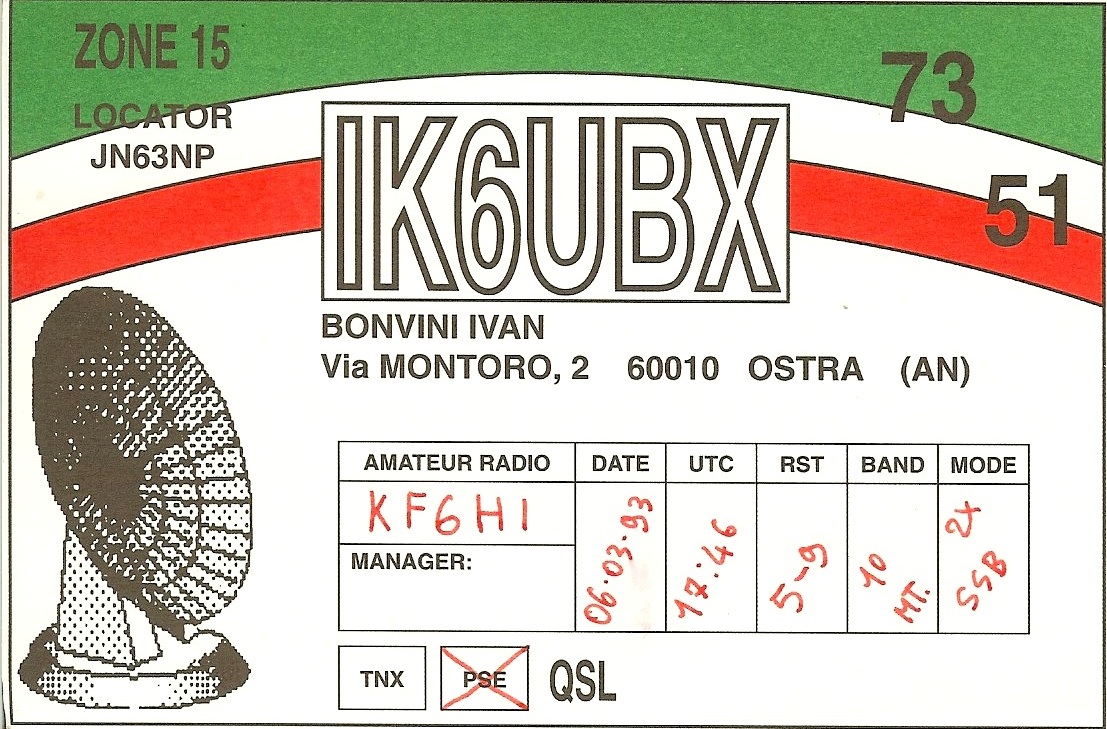 ZONE 15
LOCATOR
JN63NP
73
51
IK6UBX
BONVINI IVAN
Via MONTORO, 2 60010 OSTRA (AN)
AMATEUR RADIO DATE UTC RST BAND MODE
KF6HI 06.03.93 17:46 5-9 10 MT. 2x SSB
MANAGER:
TNX PSE QSL